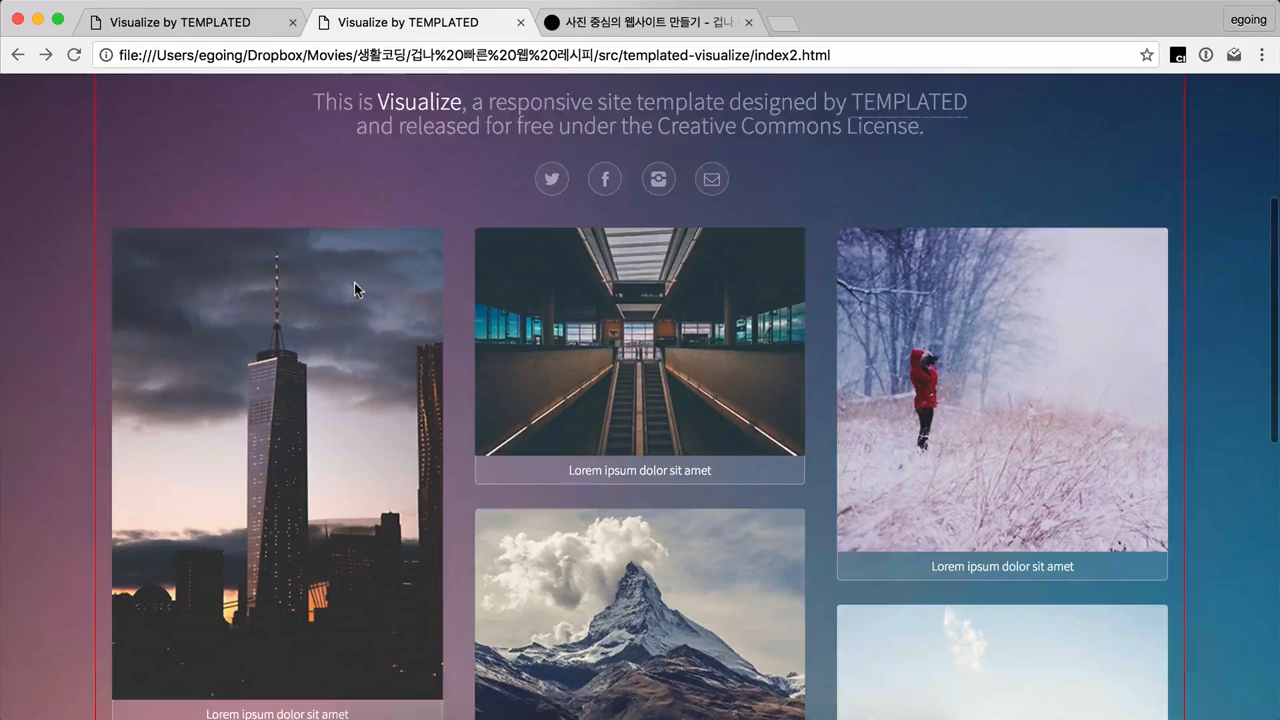 Visualize by TEMPLATED
Visualize by TEMPLATED
사진 중심의 웹사이트 만들기 - 겁나
egoing
file:///Users/egoing/Dropbox/Movies/생활코딩/겁나%20빠른%20웹%20레시피/src/templated-visualize/index2.html
This is Visualize, a responsive site template designed by TEMPLATED
and released for free under the Creative Commons License.
Lorem ipsum dolor sit amet
Lorem ipsum dolor sit amet
Lorem ipsum dolor sit amet